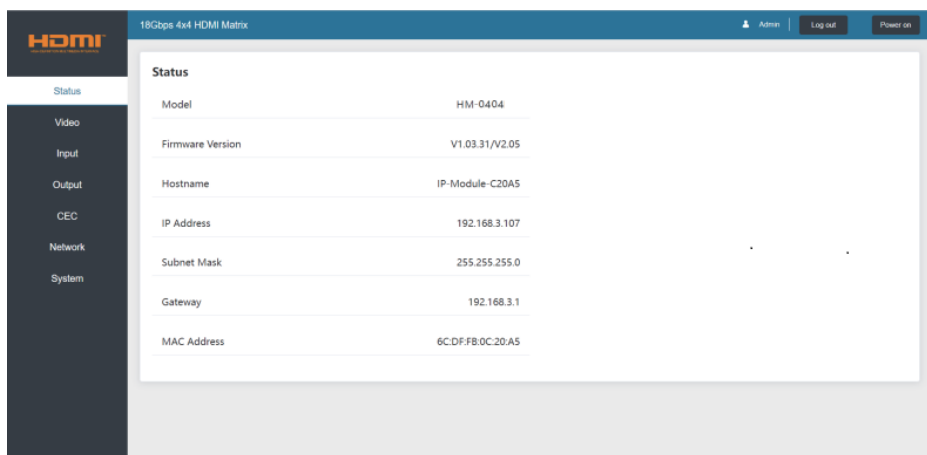 HDMI
18Gbps 4x4 HDMI Matrix
Admin
Log out
Power on
Status
Video
Input
Output
CEC
Network
System
Status
Model HM-0404
Firmware Version V1.03.31/V2.05
Hostname IP-Module-C20A5
IP Address 192.168.3.107
Subnet Mask 255.255.255.0
Gateway 192.168.3.1
MAC Address 6C:DF:FB:0C:20:A5